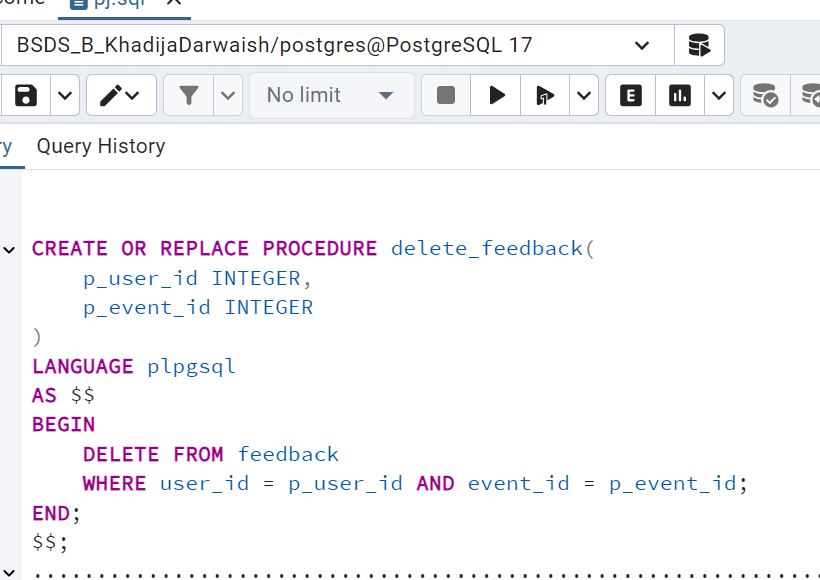 pj.sql
BSDS_B_KhadijaDarwaish/postgres@PostgreSQL 17
No limit
E
Query History
CREATE OR REPLACE PROCEDURE delete_feedback(
p_user_id INTEGER,
p_event_id INTEGER
)
LANGUAGE plpgsql
AS $$
BEGIN
DELETE FROM feedback
WHERE user_id = p_user_id AND event_id = p_event_id;
END;
$$;